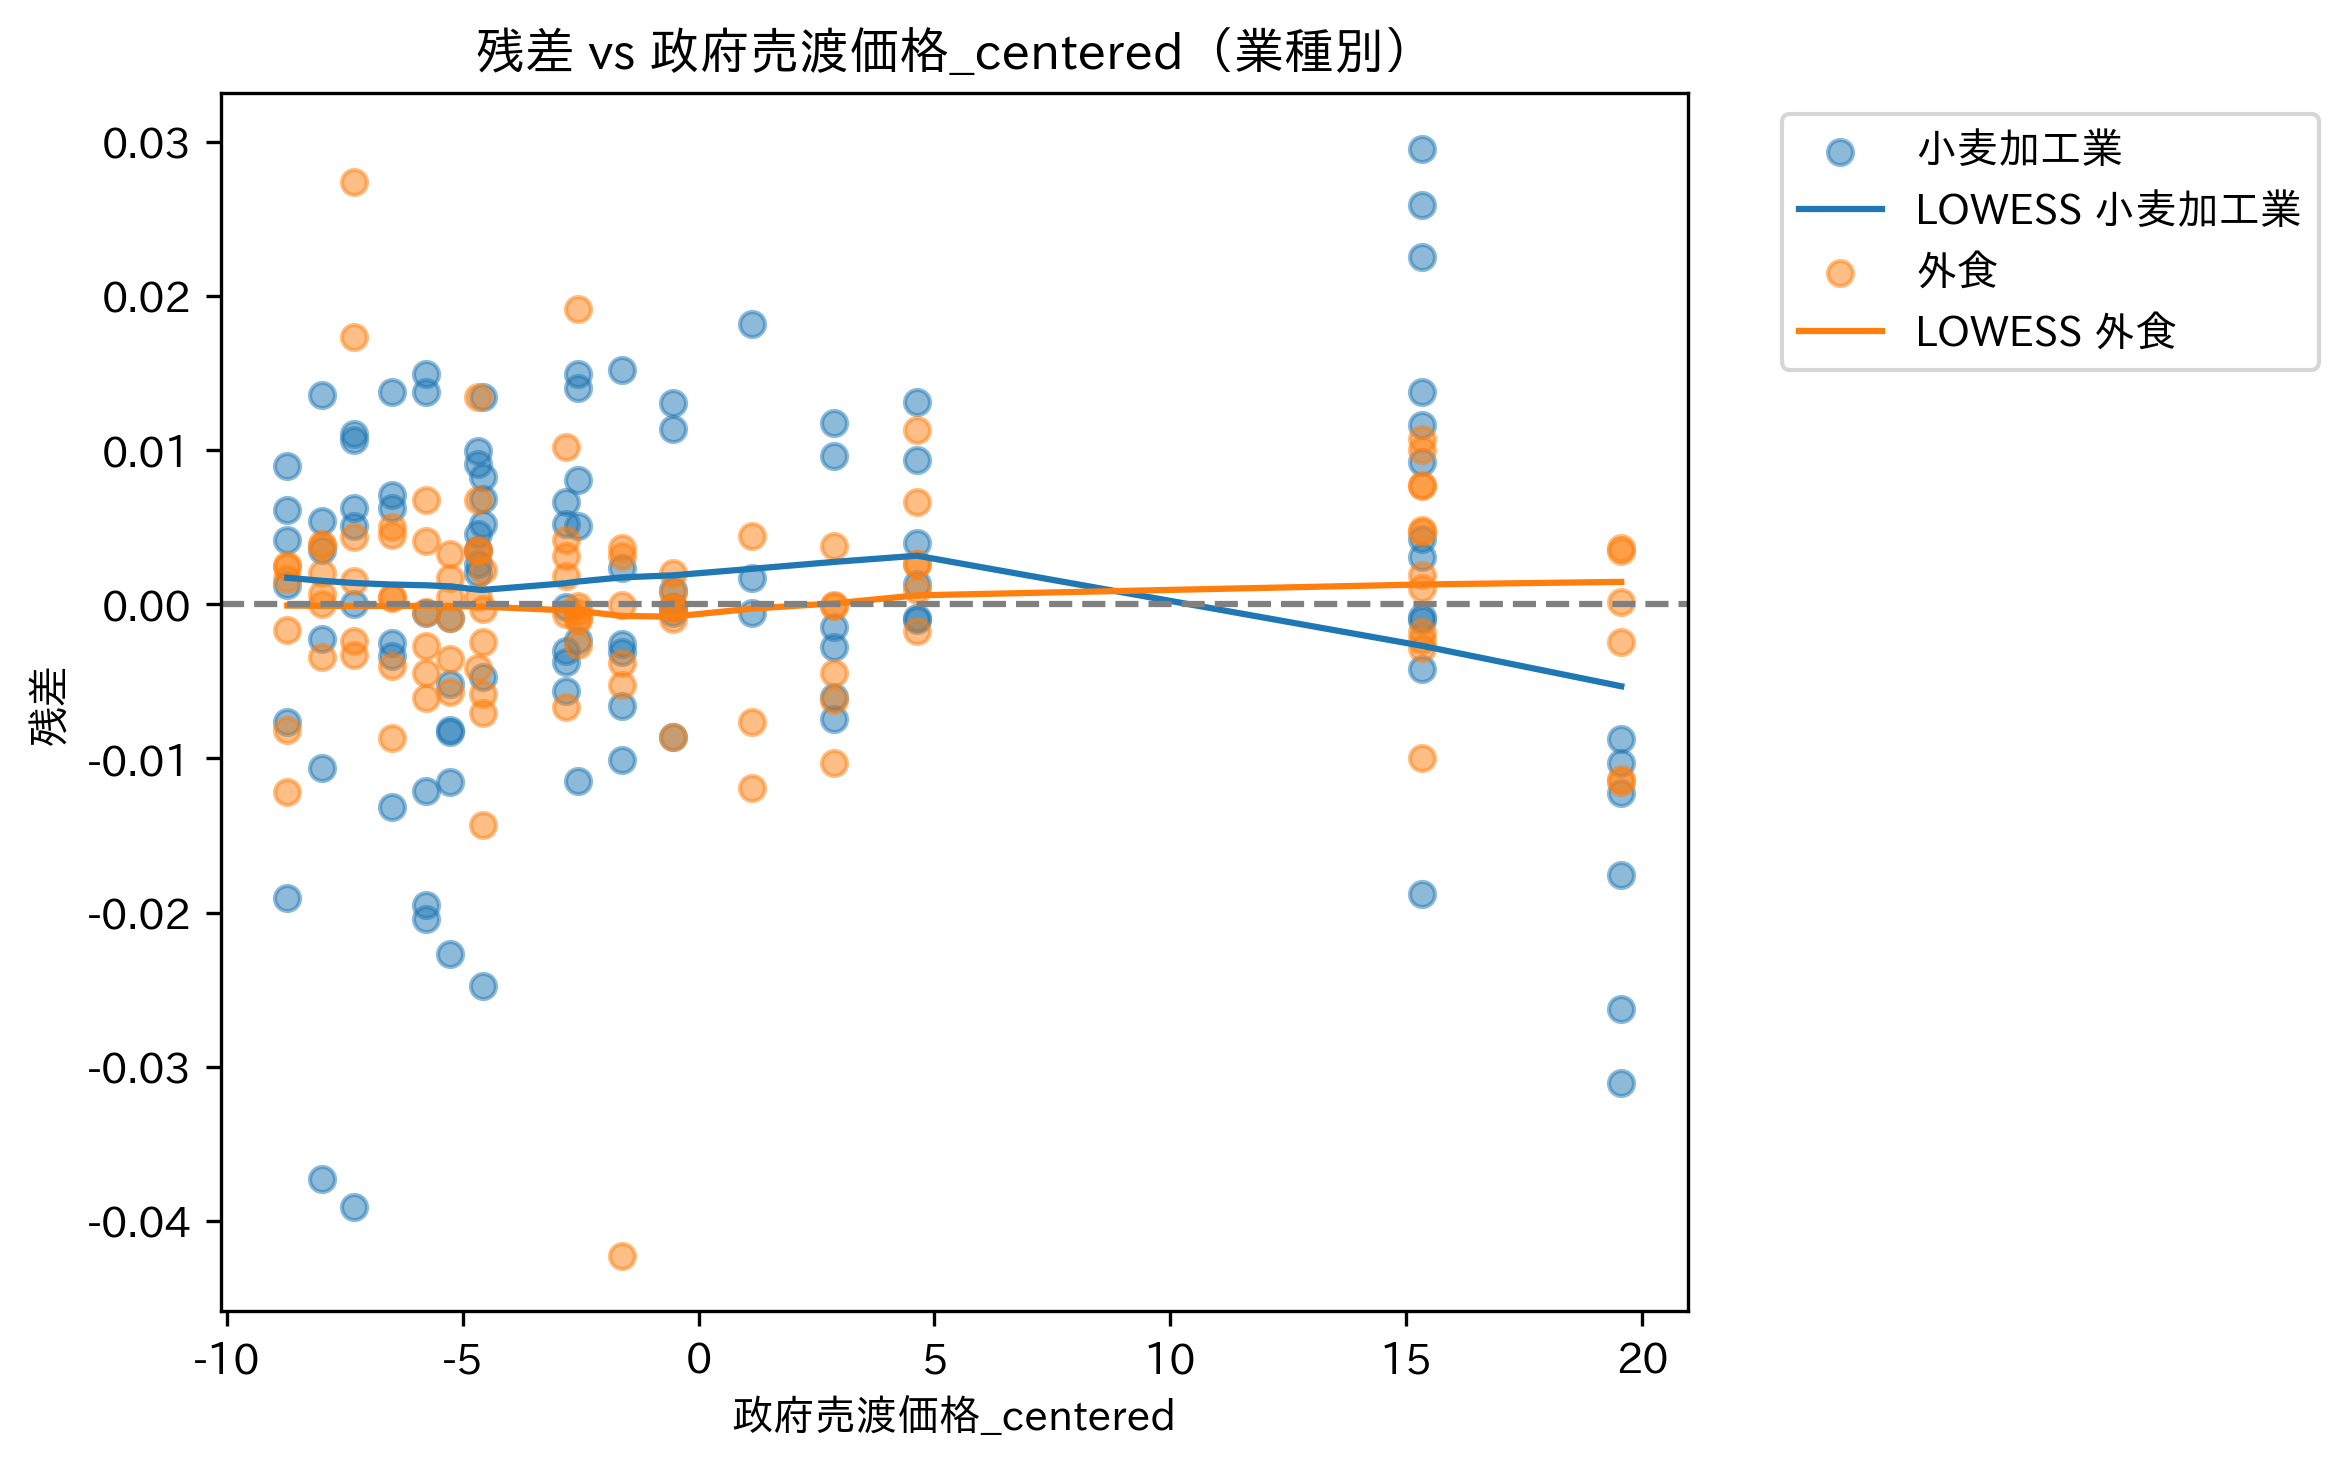 残差 vs 政府売渡価格_centered（業種別）
小麦加工業
LOWESS 小麦加工業
外食
LOWESS 外食
残差
0.03
0.02
0.01
0.00
-0.01
-0.02
-0.03
-0.04
-10 -5 0 5 10 15 20
政府売渡価格_centered